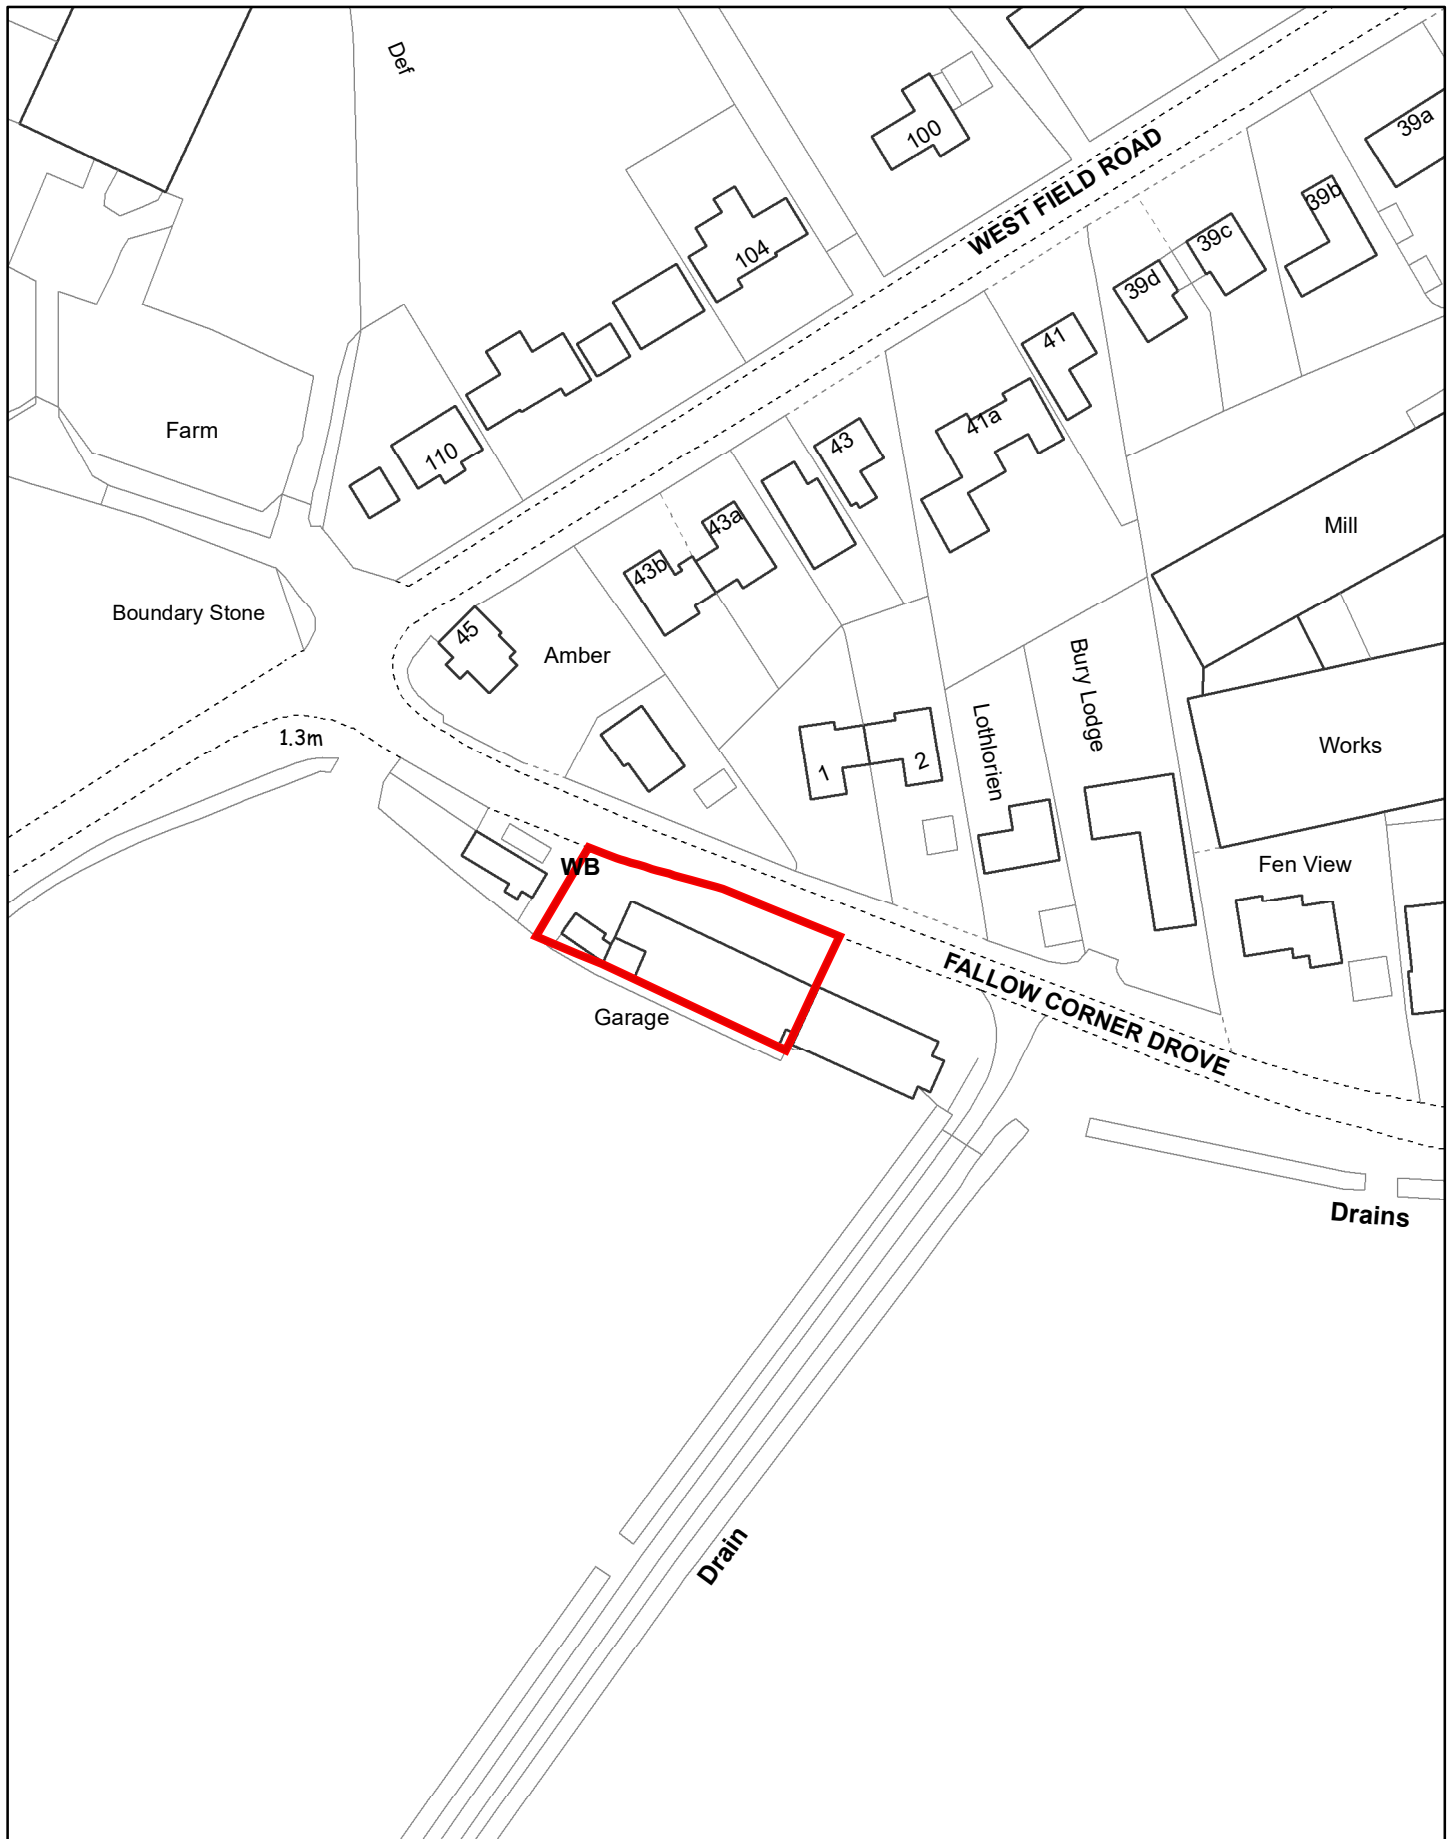 Def
100
39a
WEST FIELD ROAD
39b
104
39c
39d
41
41a
Farm
43
110
43a
Mill
43b
Boundary Stone
45
Amber
Bury Lodge
Lothlorien
1.3m
Works
1
2
WB
Fen View
FALLOW CORNER DROVE
Garage
Drains
Drain